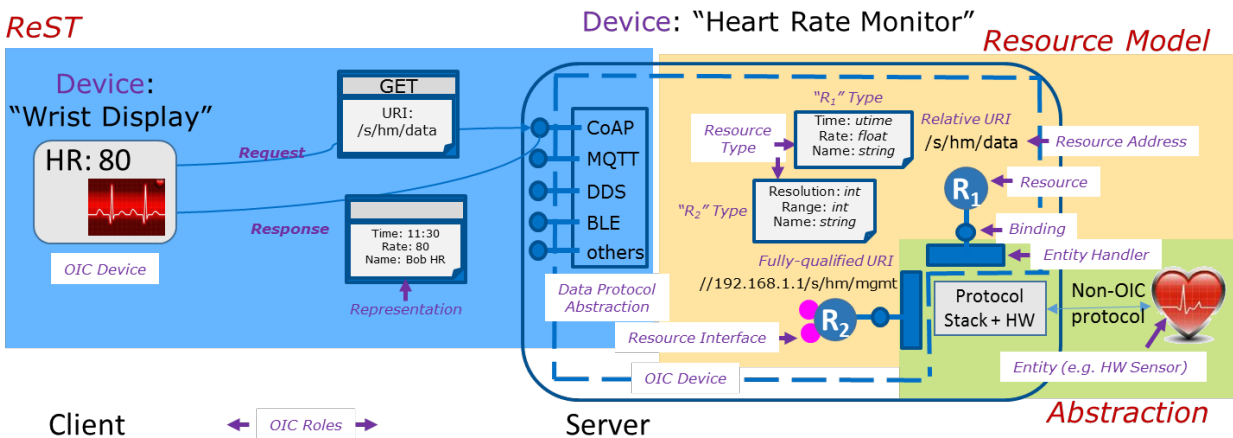 ReST
Device: “Heart Rate Monitor”
Resource Model
Device:
“Wrist Display”
HR: 80
OIC Device
Request
Response
GET
URI:
/s/hm/data
Time: 11:30
Rate: 80
Name: Bob HR
Representation
CoAP
MQTT
DDS
BLE
others
Data Protocol
Abstraction
“R1” Type
Time: utime
Rate: float
Name: string
Resource
Type
Relative URI
/s/hm/data
Resource Address
Resolution: int
Range: int
Name: string
“R2” Type
R1
Resource
Binding
Entity Handler
Fully-qualified URI
//192.168.1.1/s/hm/mgmt
R2
Resource Interface
OIC Device
Protocol
Stack + HW
Non-OIC
protocol
Entity (e.g. HW Sensor)
Abstraction
Client
OIC Roles
Server